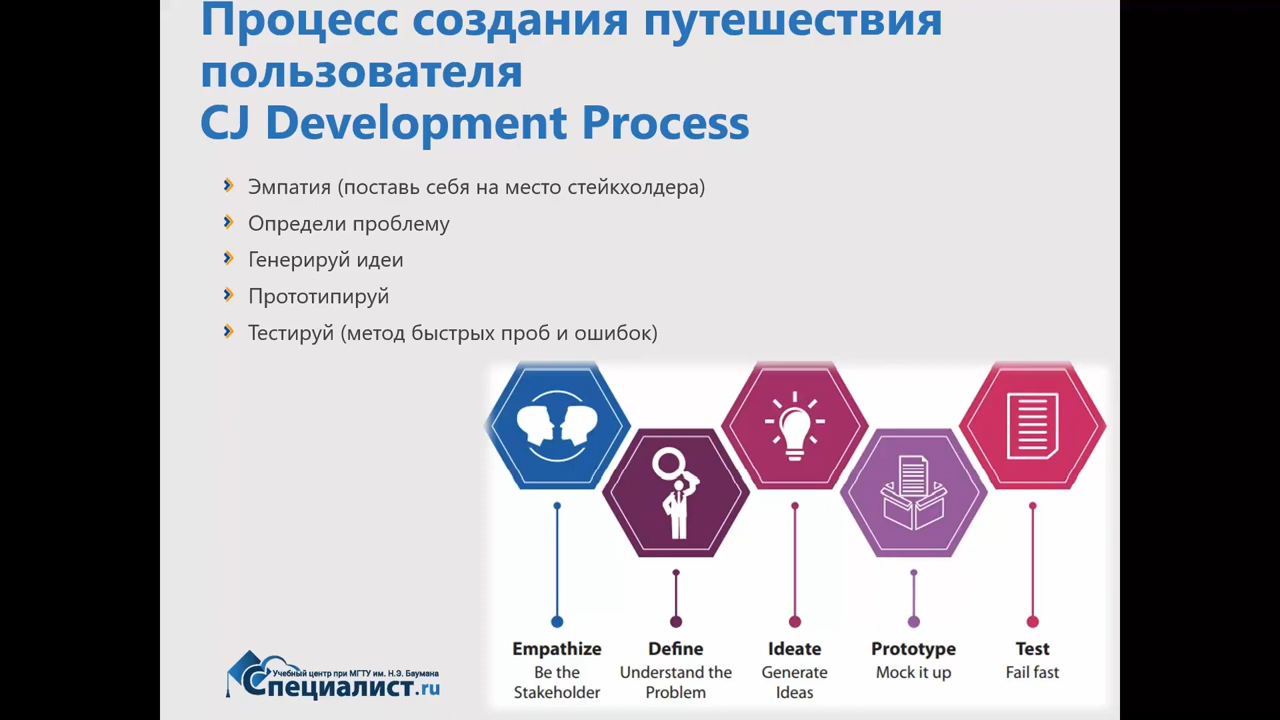 Процесс создания путешествия
пользователя
CJ Development Process
Эмпатия (поставь себя на место стейкхолдера)
Определи проблему
Генерируй идеи
Прототипируй
Тестируй (метод быстрых проб и ошибок)
Empathize
Be the
Stakeholder
Define
Understand the
Problem
Ideate
Generate
Ideas
Prototype
Mock it up
Test
Fail fast
Учебный центр при МГТУ им. Н.Э. Баумана
Специалист.ru